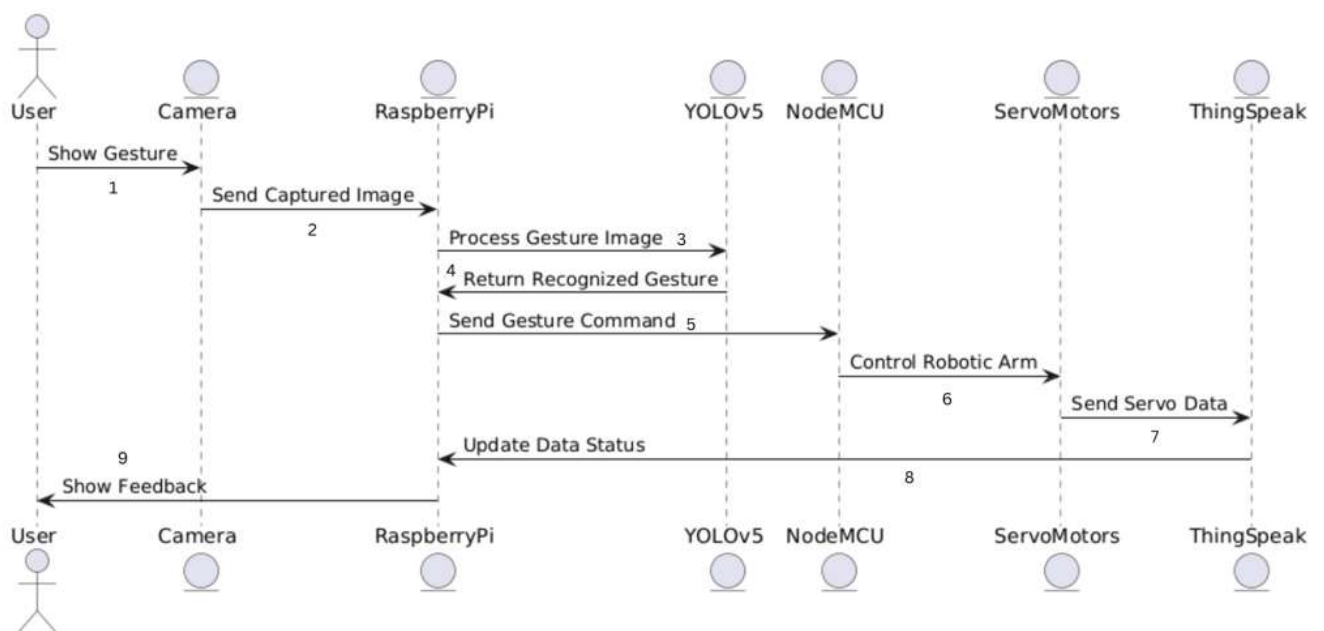 User Camera RaspberryPi YOLOv5 NodeMCU ServoMotors ThingSpeak
Show Gesture
1
Send Captured Image
2
Process Gesture Image 3
4 Return Recognized Gesture
Send Gesture Command 5
Control Robotic Arm
6
Send Servo Data
7
Update Data Status
8
9
Show Feedback
User Camera RaspberryPi YOLOv5 NodeMCU ServoMotors ThingSpeak